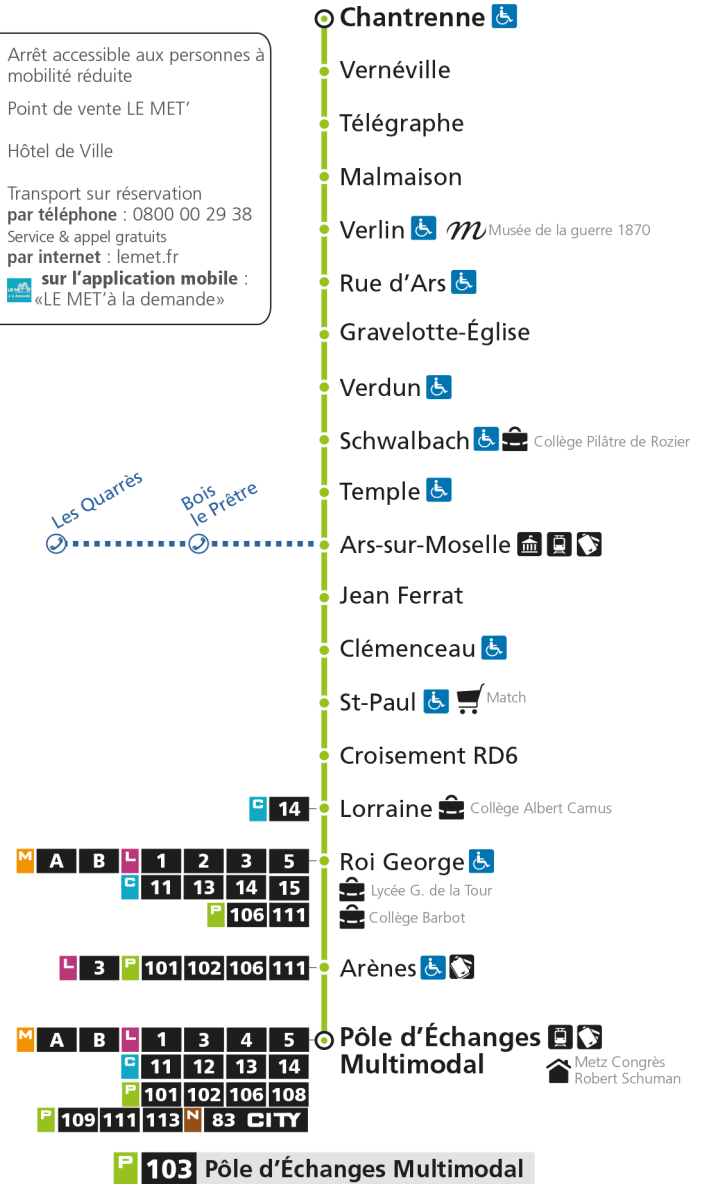 Chantrenne
Arrêt accessible aux personnes à
mobilité réduite
Point de vente LE MET'
Hôtel de Ville
Transport sur réservation
par téléphone : 0800 00 29 38
Service & appel gratuits
par internet : lemet.fr
sur l'application mobile :
«LE MET'à la demande»
Vernéville
Télégraphe
Malmaison
Verlin m Musée de la guerre 1870
Rue d'Ars
Gravelotte-Église
Verdun
Schwalbach Collège Pilâtre de Rozier
Temple
Les Quarrès
Bois
le Prêtre
Ars-sur-Moselle
Jean Ferrat
Clémenceau
St-Paul Match
Croisement RD6
C 14 Lorraine Collège Albert Camus
M A B L 1 2 3 5 Roi George
C 11 13 14 15 Lycée G. de la Tour
P 106 111 Collège Barbot
L 3 P 101 102 106 111 Arènes
M A B L 1 3 4 5 Pôle d'Échanges
C 11 12 13 14 Multimodal Metz Congrès
Robert Schuman
P 101 102 106 108
P 109 111 113 N 83 CITY
P 103 Pôle d'Échanges Multimodal